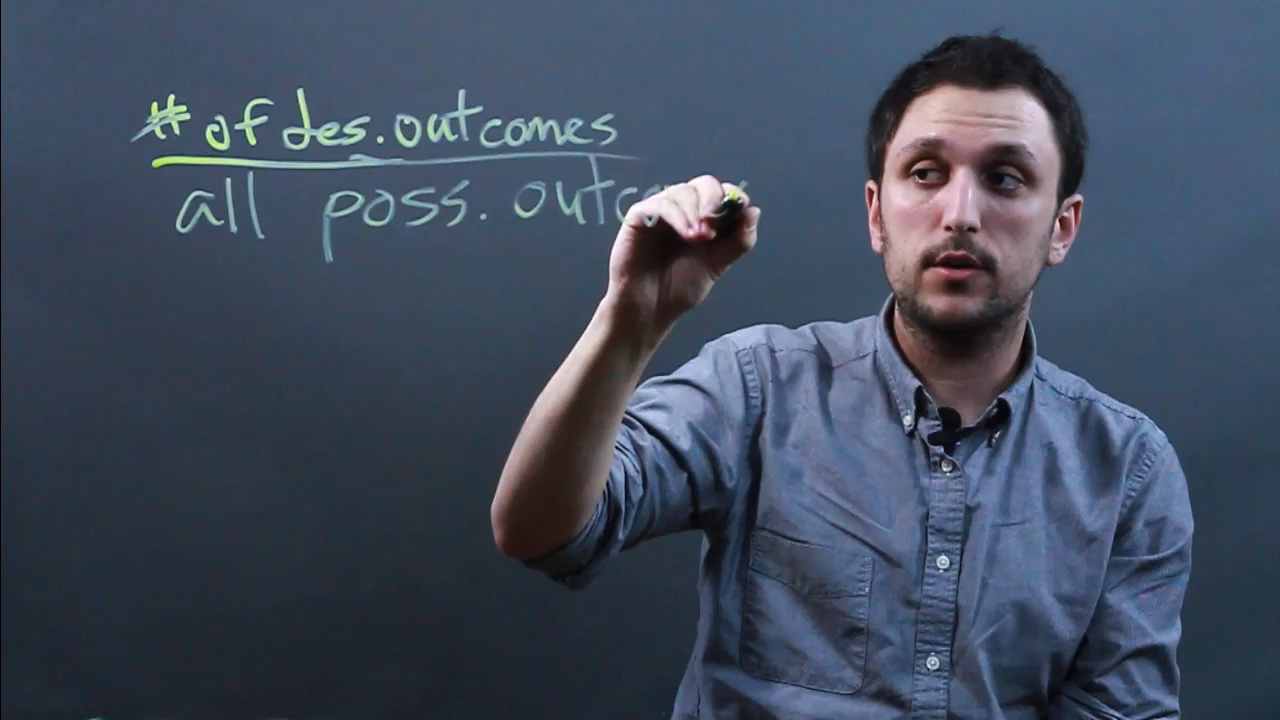 # of des. outcomes
all poss.